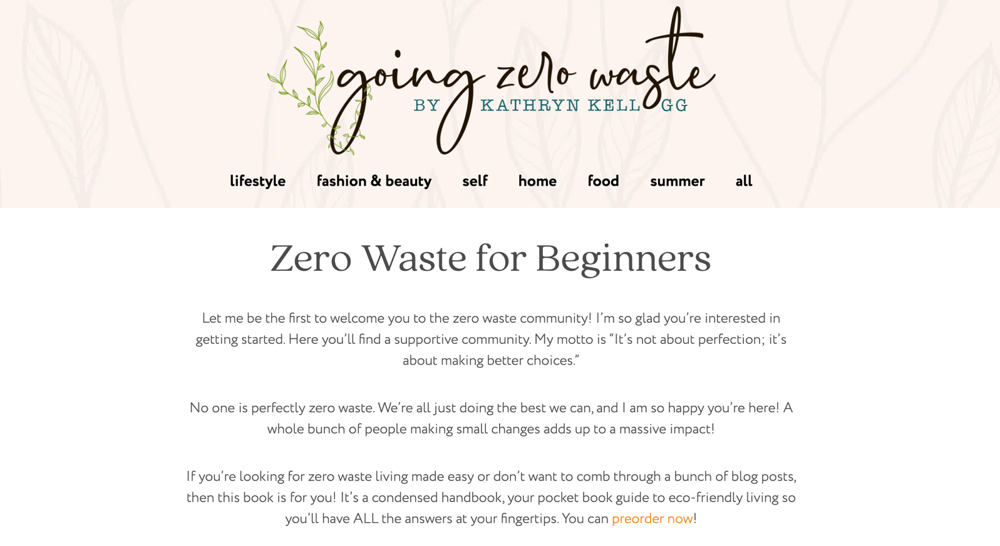 going zero waste
BY KATHRYN KELLOGG
lifestyle fashion & beauty self home food summer all
Zero Waste for Beginners
Let me be the first to welcome you to the zero waste community! I’m so glad you’re interested in
getting started. Here you’ll find a supportive community. My motto is “It’s not about perfection; it’s
about making better choices.”
No one is perfectly zero waste. We’re all just doing the best we can, and I am so happy you’re here! A
whole bunch of people making small changes adds up to a massive impact!
If you’re looking for zero waste living made easy or don’t want to comb through a bunch of blog posts,
then this book is for you! It’s a condensed handbook, your pocket book guide to eco-friendly living so
you’ll have ALL the answers at your fingertips. You can preorder now!